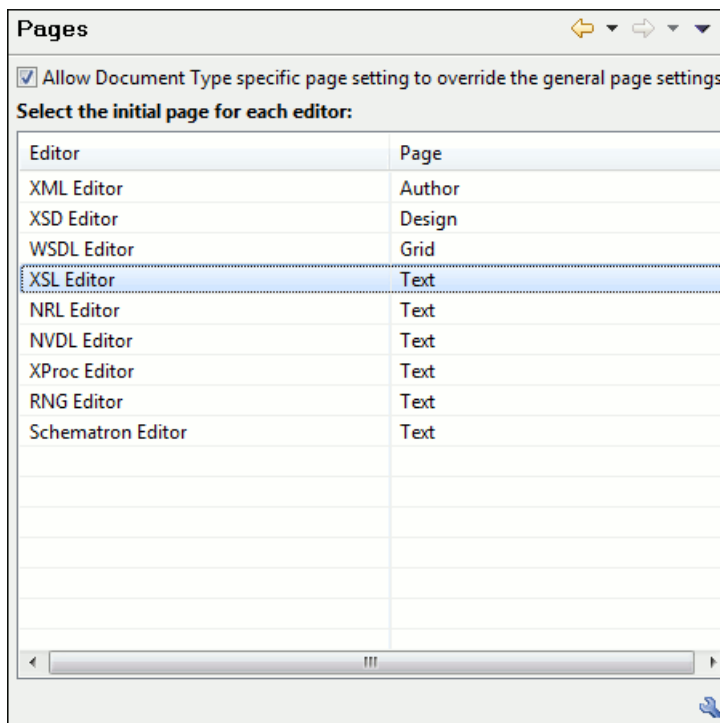 Pages
Allow Document Type specific page setting to override the general page settings
Select the initial page for each editor:
Editor Page
XML Editor Author
XSD Editor Design
WSDL Editor Grid
XSL Editor Text
NRL Editor Text
NVDL Editor Text
XProc Editor Text
RNG Editor Text
Schematron Editor Text